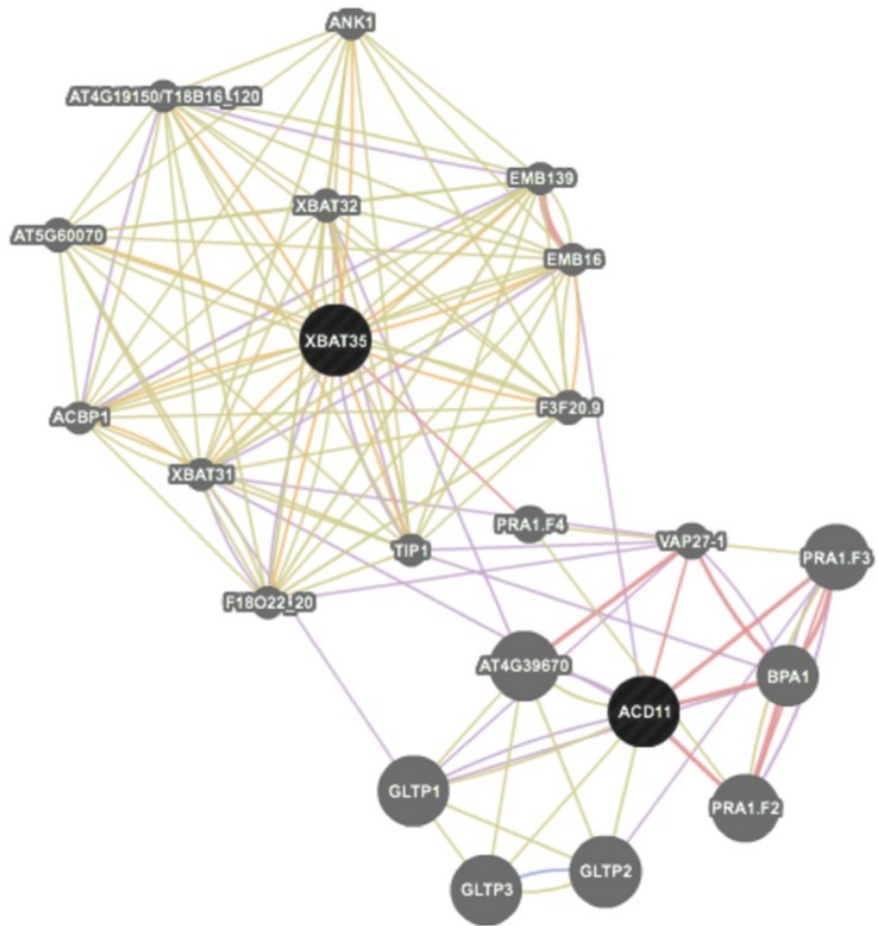 ANK1
AT4G19150/T18B16_120
EMB139
XBAT32
AT5G60070
EMB16
XBAT35
F3F20.9
ACBP1
XBAT31
PRA1.F4
VAP27-1
TIP1
PRA1.F3
F18O22_20
AT4G39670
BPA1
ACD11
GLTP1
PRA1.F2
GLTP2
GLTP3